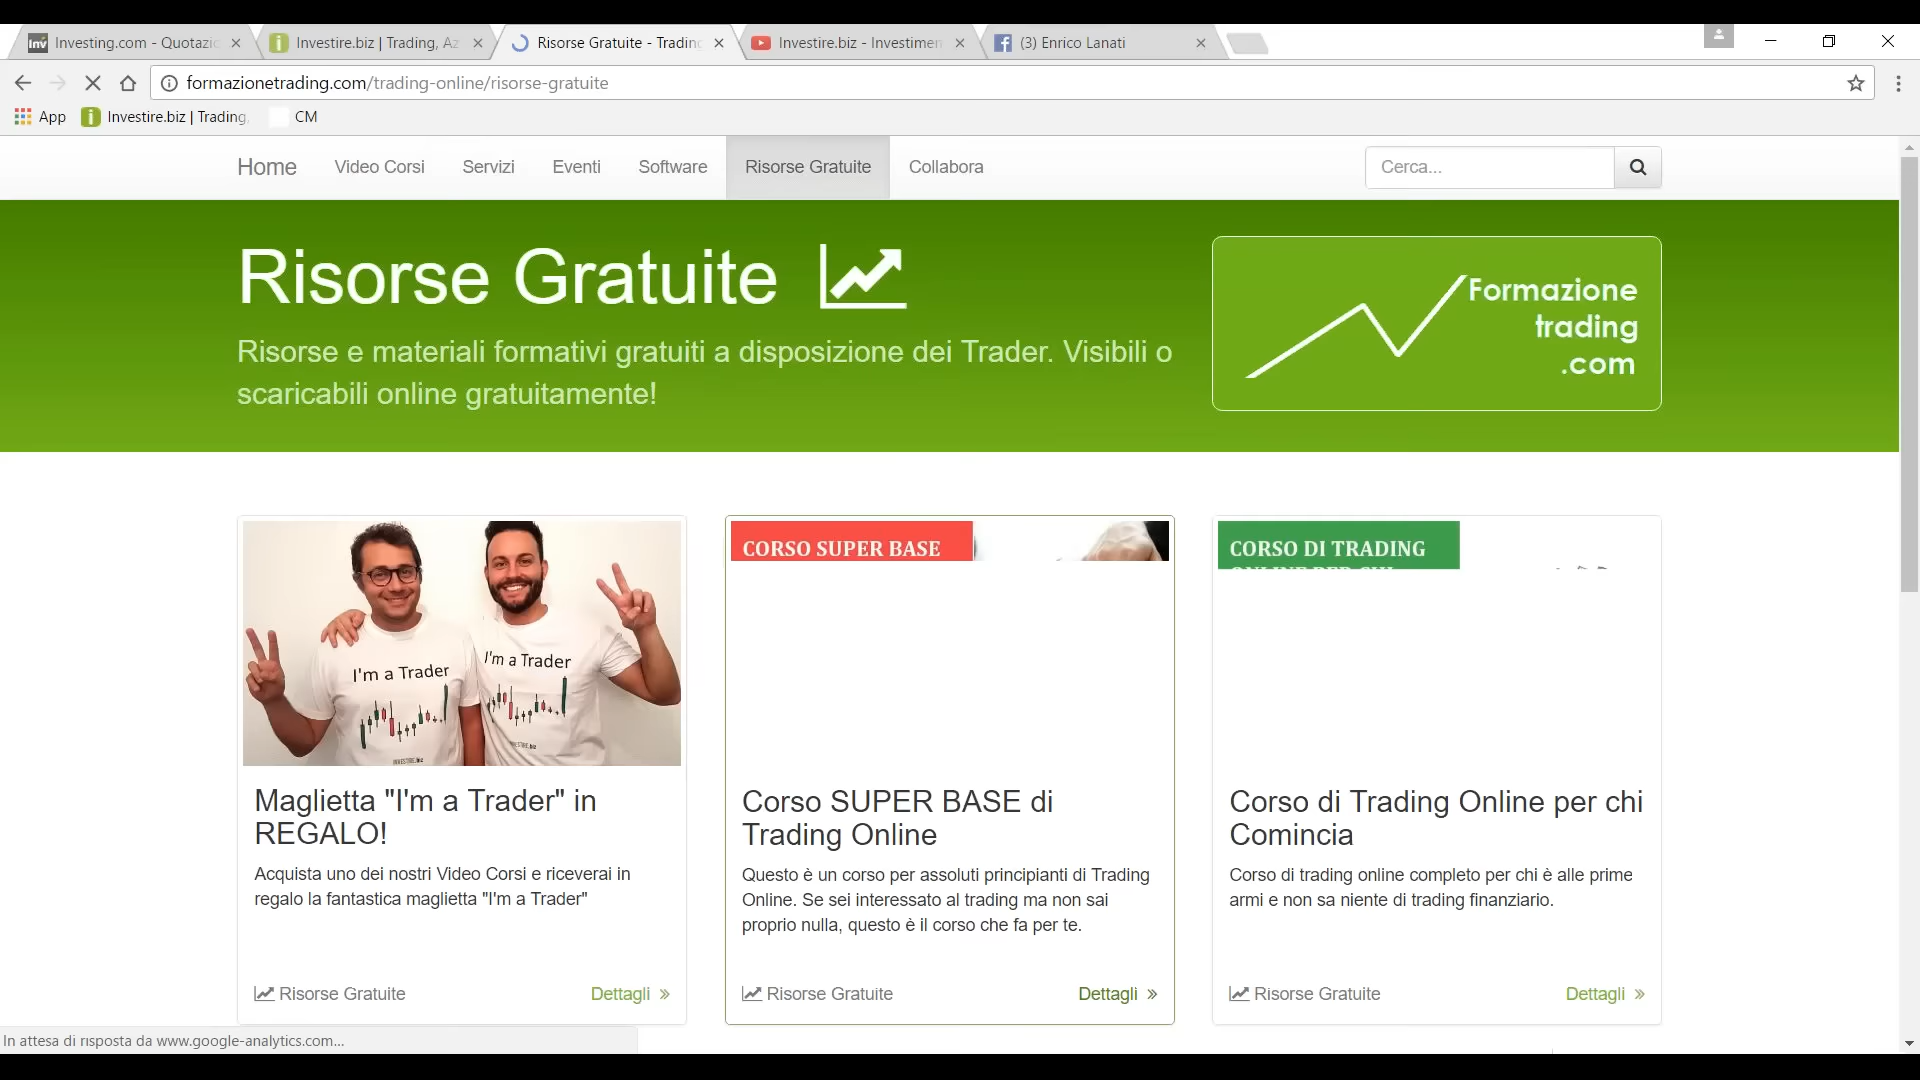 Investing.com - Quotazio
Investire.biz | Trading, Az
Risorse Gratuite - Trading
Investire.biz - Investimen
(3) Enrico Lanati
formazionetrading.com/trading-online/risorse-gratuite
App
Investire.biz | Trading,
CM
Home
Video Corsi
Servizi
Eventi
Software
Risorse Gratuite
Collabora
Cerca...
Risorse Gratuite
Risorse e materiali formativi gratuiti a disposizione dei Trader. Visibili o
scaricabili online gratuitamente!
Formazione
trading
.com
I'm a Trader
I'm a Trader
INVESTIRE.biz
INVESTIRE.biz
Maglietta "I'm a Trader" in
REGALO!
Acquista uno dei nostri Video Corsi e riceverai in
regalo la fantastica maglietta "I'm a Trader"
Risorse Gratuite
Dettagli »
CORSO SUPER BASE
Corso SUPER BASE di
Trading Online
Questo è un corso per assoluti principianti di Trading
Online. Se sei interessato al trading ma non sai
proprio nulla, questo è il corso che fa per te.
Risorse Gratuite
Dettagli »
CORSO DI TRADING
ONLINE PER CHI
Corso di Trading Online per chi
Comincia
Corso di trading online completo per chi è alle prime
armi e non sa niente di trading finanziario.
Risorse Gratuite
Dettagli »
In attesa di risposta da www.google-analytics.com...